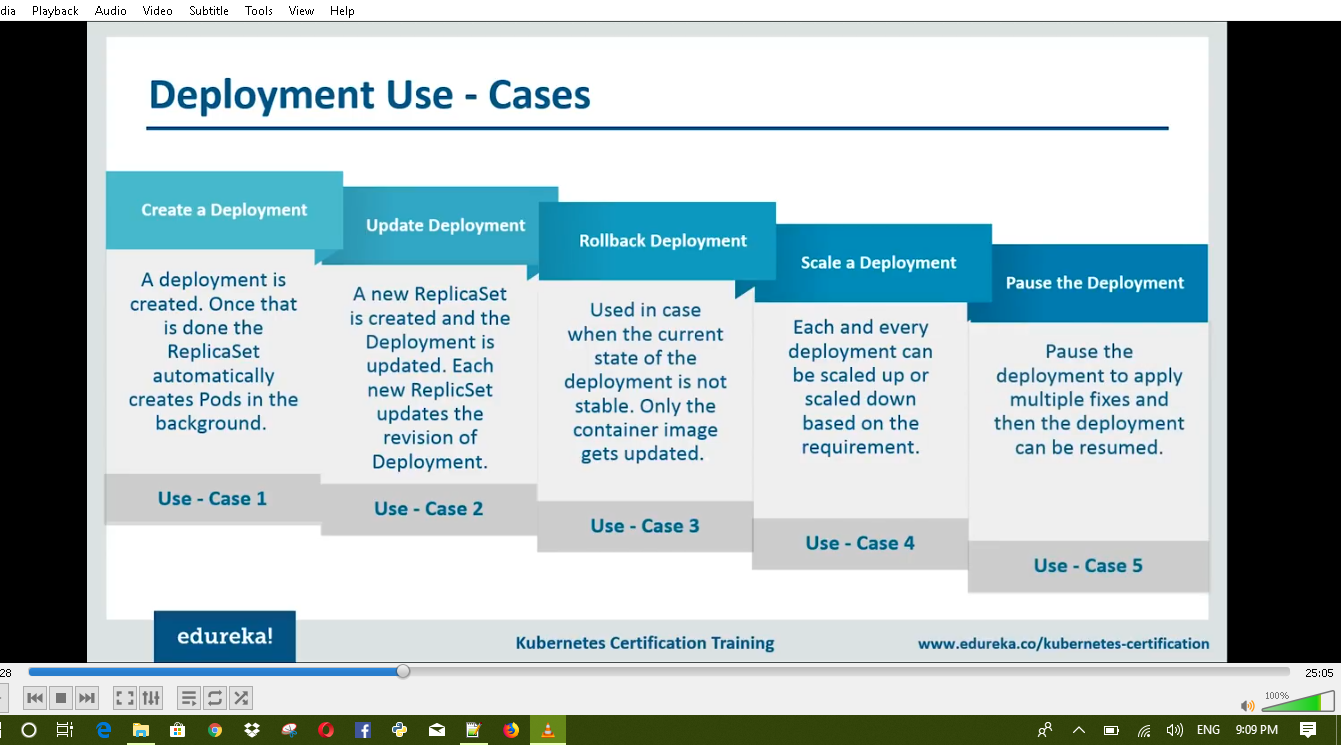 dia Playback Audio Video Subtitle Tools View Help
Deployment Use - Cases
Create a Deployment
A deployment is
created. Once that
is done the
ReplicaSet
automatically
creates Pods in the
background.
Use - Case 1
Update Deployment
A new ReplicaSet
is created and the
Deployment is
updated. Each
new ReplicSet
updates the
revision of
Deployment.
Use - Case 2
Rollback Deployment
Used in case
when the current
state of the
deployment is not
stable. Only the
container image
gets updated.
Use - Case 3
Scale a Deployment
Each and every
deployment can
be scaled up or
scaled down
based on the
requirement.
Use - Case 4
Pause the Deployment
Pause the
deployment to apply
multiple fixes and
then the deployment
can be resumed.
Use - Case 5
edureka!
Kubernetes Certification Training
www.edureka.co/kubernetes-certification
28
25:05
100%
ENG 9:09 PM